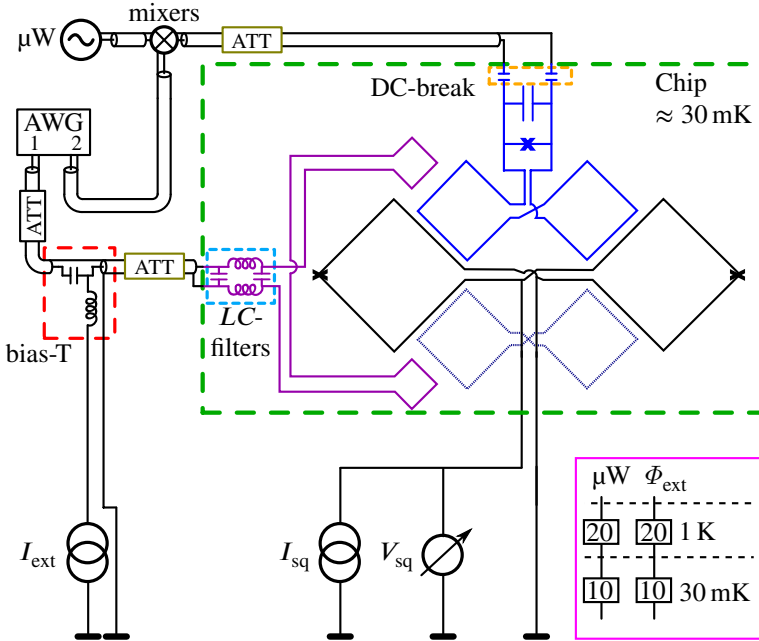 mixers
μW
ATT
DC-break
Chip
≈ 30 mK
AWG
1 2
ATT
ATT
LC-
filters
bias-T
I_ext
I_sq
V_sq
μW Φ_ext
20 20 1 K
10 10 30 mK